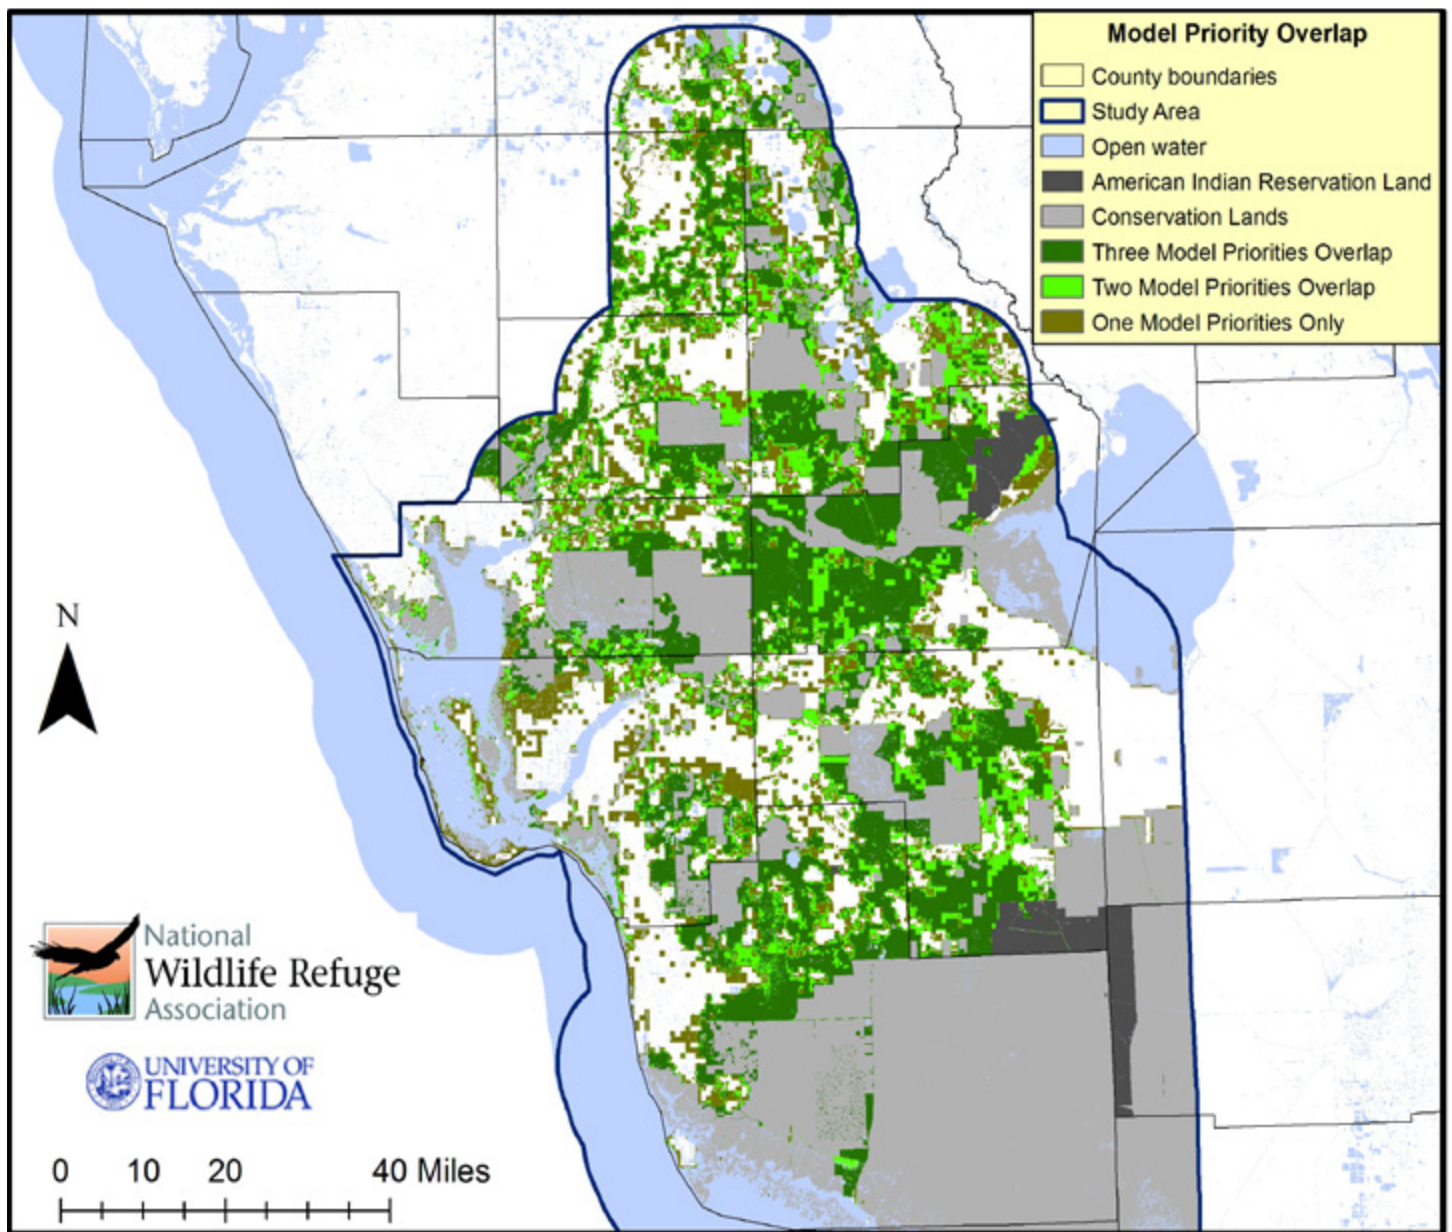 Model Priority Overlap
County boundaries
Study Area
Open water
American Indian Reservation Land
Conservation Lands
Three Model Priorities Overlap
Two Model Priorities Overlap
One Model Priorities Only
N
National
Wildlife Refuge
Association
UNIVERSITY OF
FLORIDA
0 10 20 40 Miles